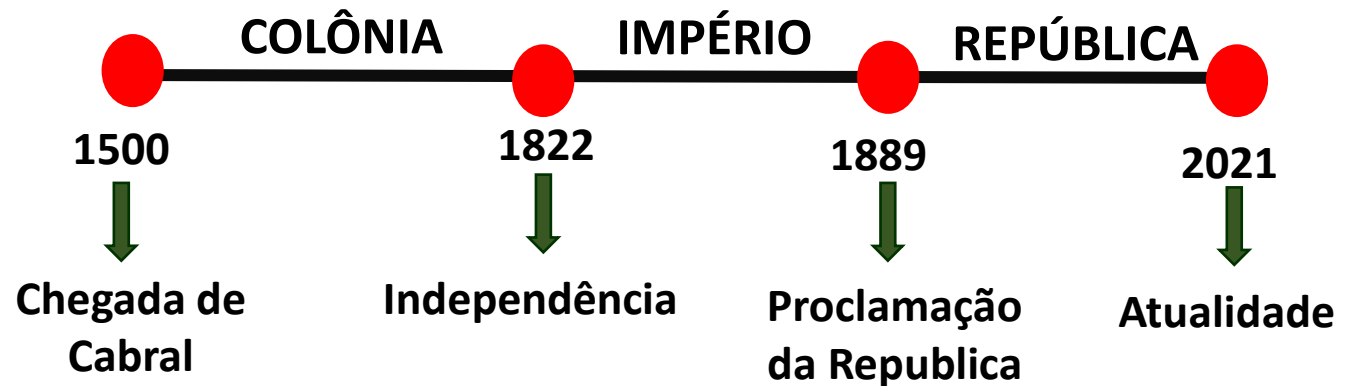 COLÔNIA
IMPÉRIO
REPÚBLICA
1500
1822
1889
2021
Chegada de
Cabral
Independência
Proclamação
da Republica
Atualidade